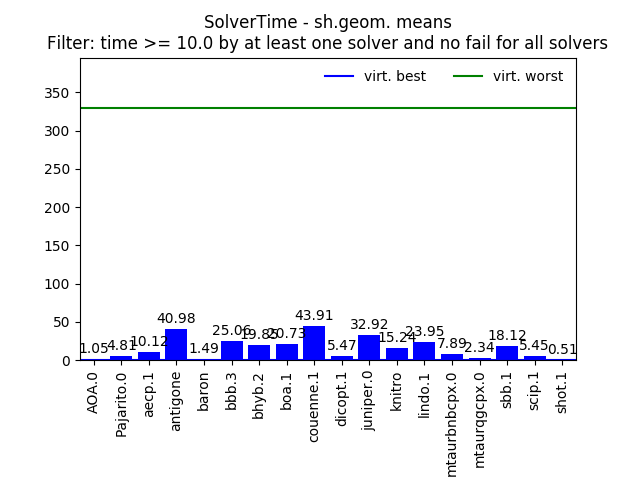 SolverTime - sh.geom. means
Filter: time >= 10.0 by at least one solver and no fail for all solvers
virt. best
virt. worst
350
300
250
200
150
100
50
0
1.05
4.81
10.12
40.98
1.49
25.06
19.85
20.73
43.91
5.47
32.92
15.24
23.95
7.89
2.34
18.12
5.45
0.51
AOA.0
Pajarito.0
aecp.1
antigone
baron
bbb.3
bhyb.2
boa.1
couenne.1
dicopt.1
juniper.0
knitro
lindo.1
mtaurbnbcpx.0
mtaurqgcpx.0
sbb.1
scip.1
shot.1